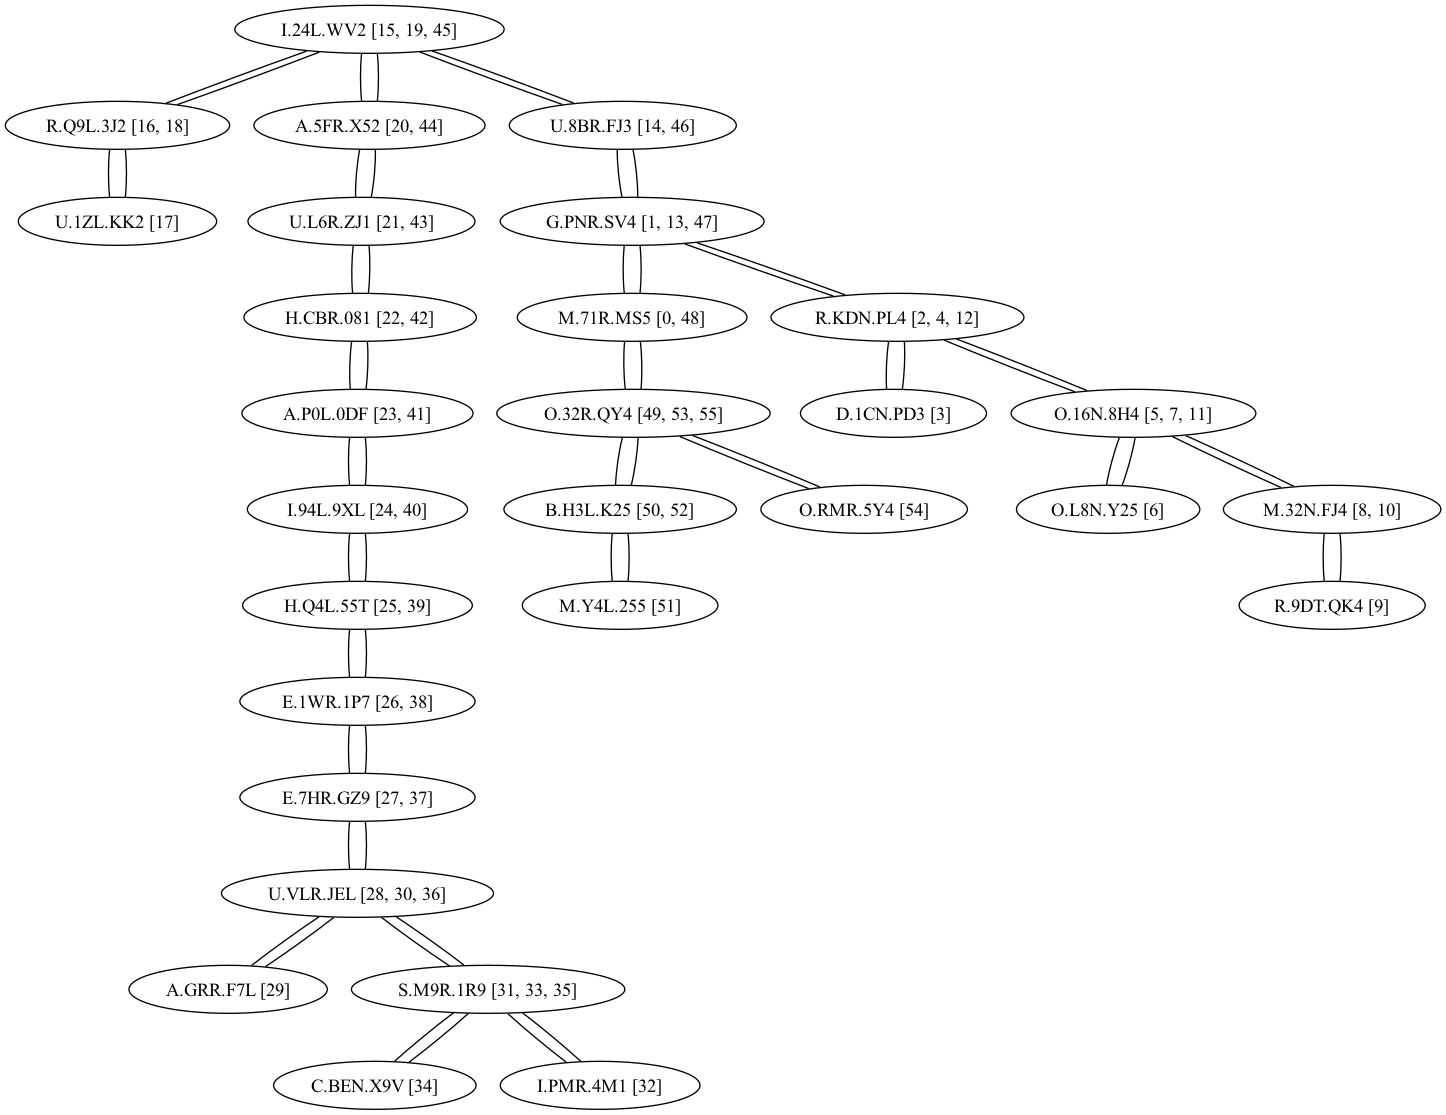 I.24L.WV2 [15, 19, 45]
R.Q9L.3J2 [16, 18]
A.5FR.X52 [20, 44]
U.8BR.FJ3 [14, 46]
U.1ZL.KK2 [17]
U.L6R.ZJ1 [21, 43]
G.PNR.SV4 [1, 13, 47]
H.CBR.081 [22, 42]
M.71R.MS5 [0, 48]
R.KDN.PL4 [2, 4, 12]
A.P0L.0DF [23, 41]
O.32R.QY4 [49, 53, 55]
D.1CN.PD3 [3]
O.16N.8H4 [5, 7, 11]
I.94L.9XL [24, 40]
B.H3L.K25 [50, 52]
O.RMR.5Y4 [54]
O.L8N.Y25 [6]
M.32N.FJ4 [8, 10]
H.Q4L.55T [25, 39]
M.Y4L.255 [51]
R.9DT.QK4 [9]
E.1WR.1P7 [26, 38]
E.7HR.GZ9 [27, 37]
U.VLR.JEL [28, 30, 36]
A.GRR.F7L [29]
S.M9R.1R9 [31, 33, 35]
C.BEN.X9V [34]
I.PMR.4M1 [32]